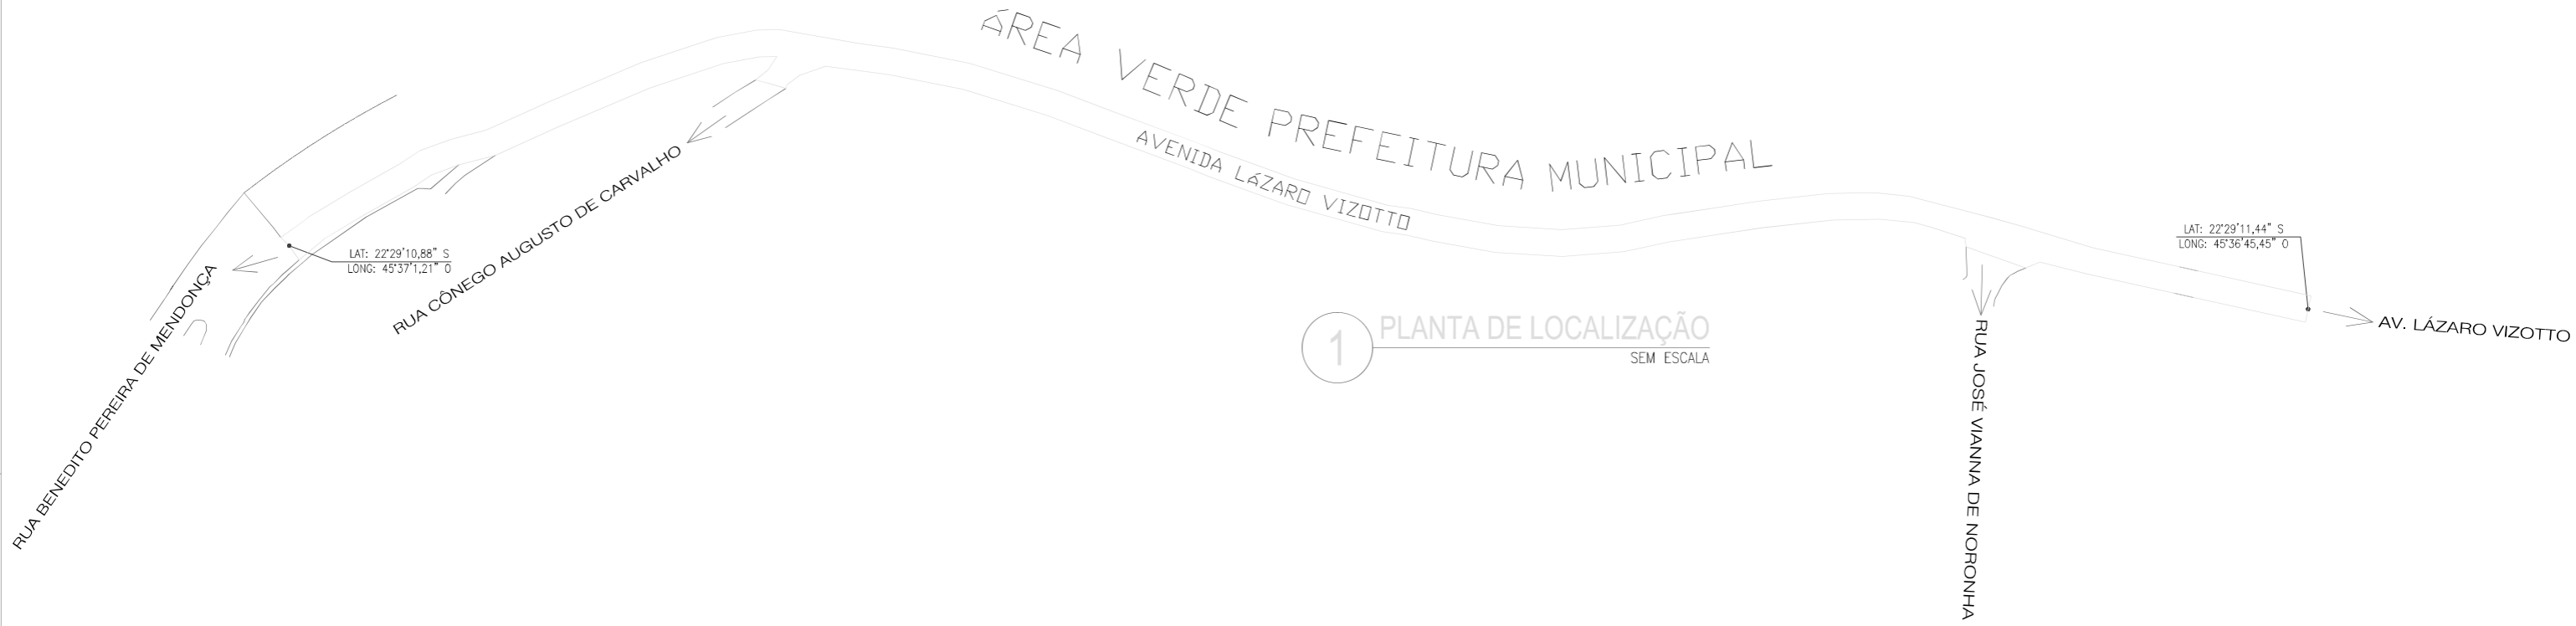 ÁREA VERDE PREFEITURA MUNICIPAL
AVENIDA LÁZARO VIZOTTO
RUA CÔNEGO AUGUSTO DE CARVALHO
LAT: 22°29'10,88" S
LONG: 45°37'1,21" O
RUA BENEDITO PEREIRA DE MENDONÇA
LAT: 22°29'11,44" S
LONG: 45°36'45,45" O
AV. LÁZARO VIZOTTO
RUA JOSÉ VIANNA DE NORONHA
1 PLANTA DE LOCALIZAÇÃO
SEM ESCALA